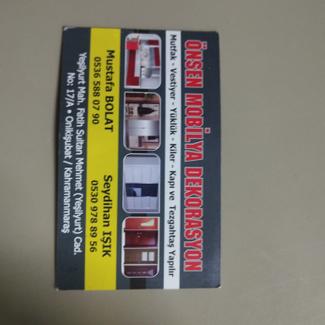 ÖNSEN MOBİLYA DEKORASYON
Mutfak - Vestiyer - Yüklük - Kiler - Kapı ve Tezgahtaş Yapılır
Mustafa BOLAT
0536 588 07 90
Seydihan IŞIK
0530 978 89 56
Yeşilyurt Mah. Fatih Sultan Mehmet (Yeşilyurt) Cad.
No: 17/A • Onikişubat / Kahramanmaraş